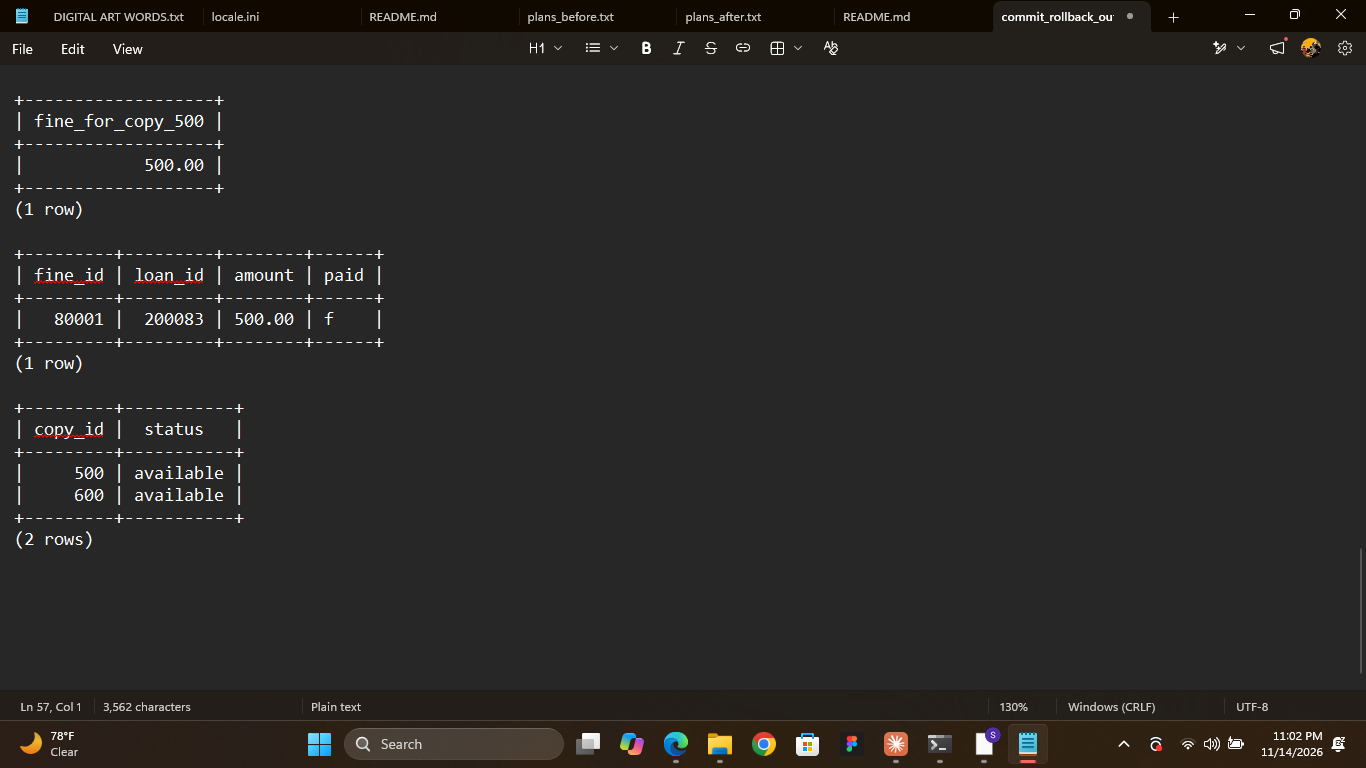 DIGITAL ART WORDS.txt locale.ini README.md plans_before.txt plans_after.txt README.md commit_rollback_ou
File Edit View H1 B I S
+-------------------+
| fine_for_copy_500 |
+-------------------+
|            500.00 |
+-------------------+
(1 row)
+---------+---------+--------+------+
| fine_id | loan_id | amount | paid |
+---------+---------+--------+------+
|   80001 |  200083 | 500.00 | f    |
+---------+---------+--------+------+
(1 row)
+---------+-----------+
| copy_id |  status   |
+---------+-----------+
|     500 | available |
|     600 | available |
+---------+-----------+
(2 rows)
Ln 57, Col 1 3,562 characters Plain text 130% Windows (CRLF) UTF-8
78°F
Clear
Search
S
11:02 PM
11/14/2026